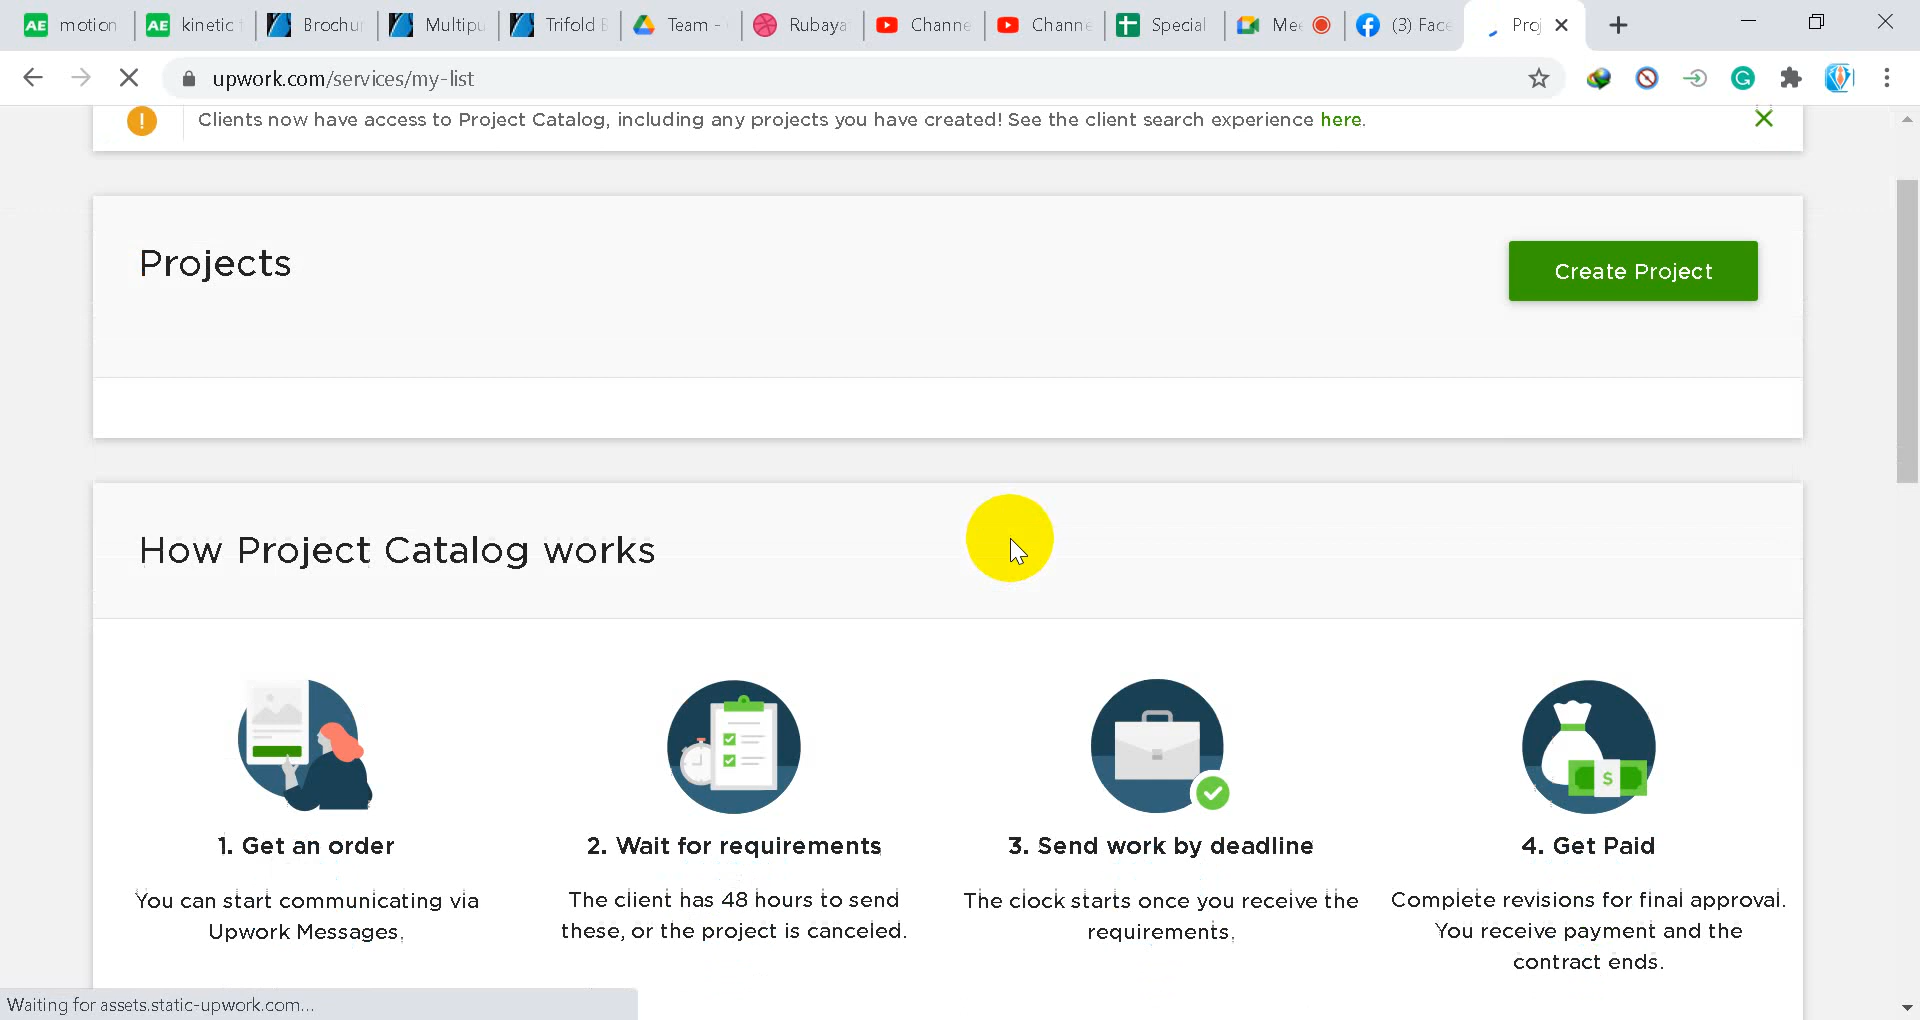 AE motion
AE kinetic
Brochu
Multipu
Trifold B
Team -
Rubaya
Channe
Channe
Special
Mee
(3) Face
Proj
upwork.com/services/my-list
Clients now have access to Project Catalog, including any projects you have created! See the client search experience here.
Projects
Create Project
How Project Catalog works
1. Get an order
You can start communicating via
Upwork Messages.
2. Wait for requirements
The client has 48 hours to send
these, or the project is canceled.
3. Send work by deadline
The clock starts once you receive the
requirements.
4. Get Paid
Complete revisions for final approval.
You receive payment and the
contract ends.
Waiting for assets.static-upwork.com...